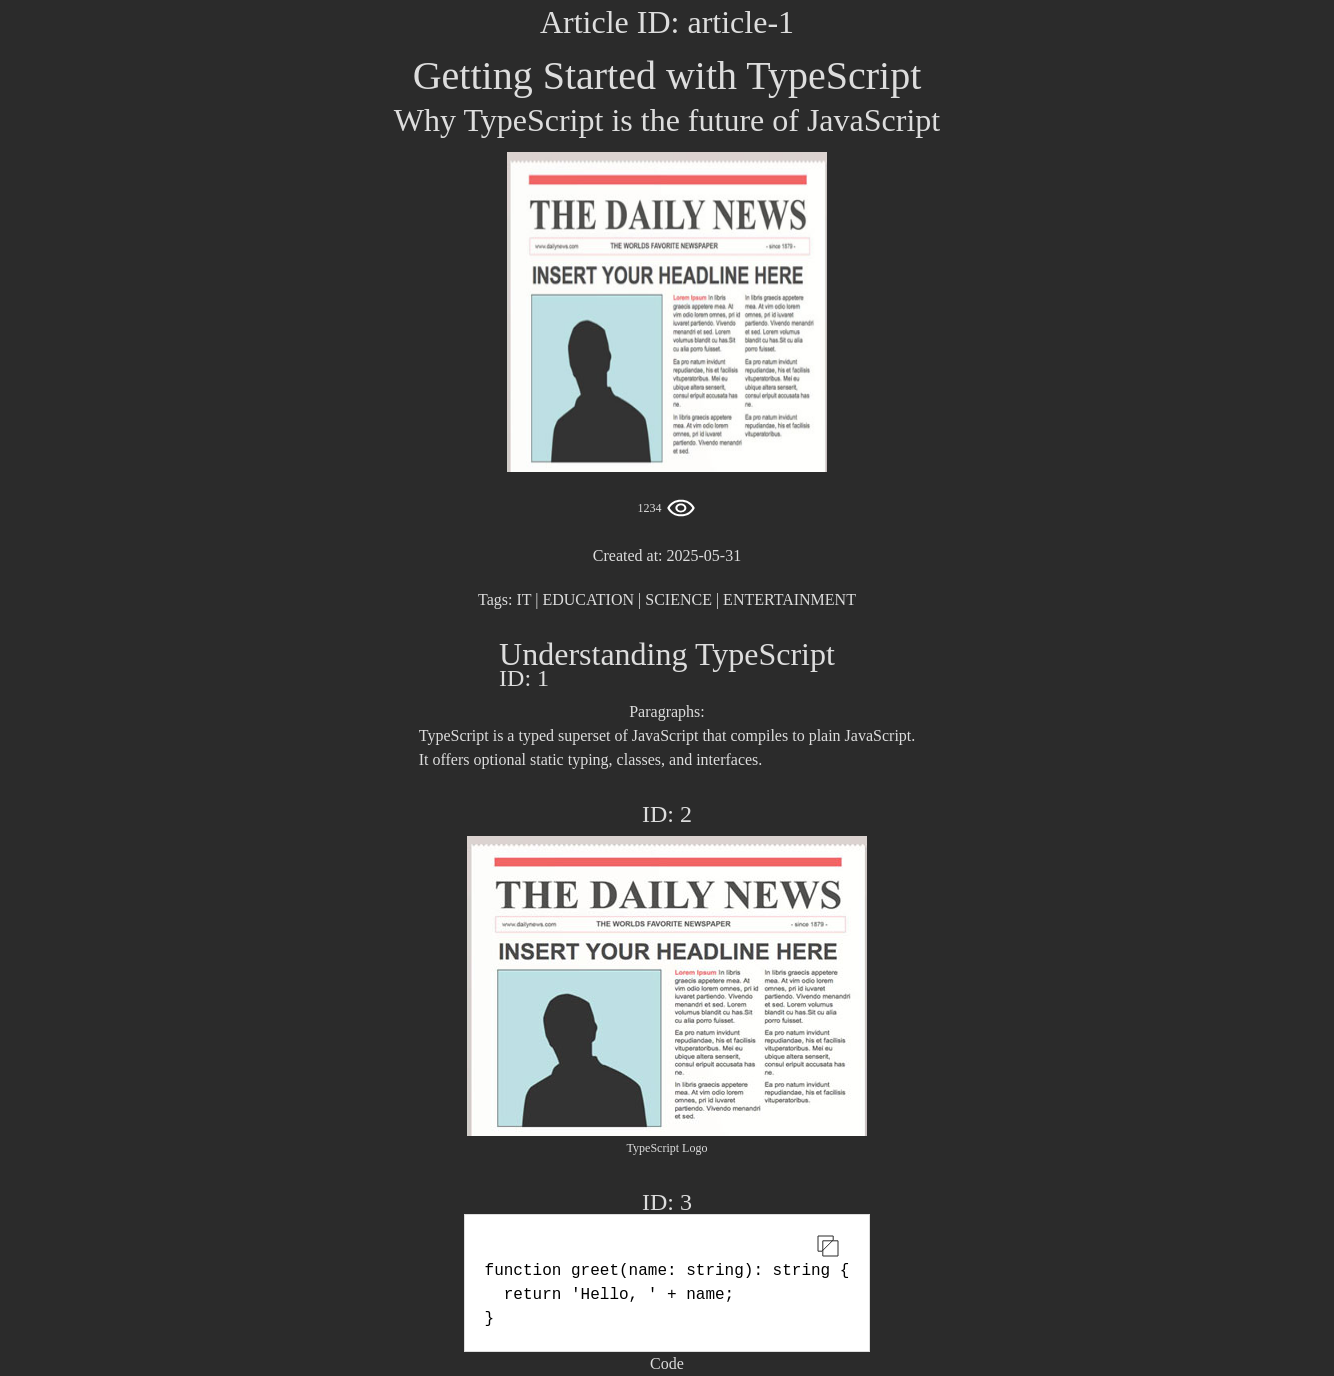 Article ID: article-1
Getting Started with TypeScript
Why TypeScript is the future of JavaScript
THE DAILY NEWS
www.dailynews.com THE WORLDS FAVORITE NEWSPAPER - since 1879 -
INSERT YOUR HEADLINE HERE
Lorem Ipsum In libris
graecis appetere
mea. At vim odio lorem
omnes, pri id iuvaret
partiendo. Vivendo
menandri et sed. Lorem
volumus blandit cu has.Sit
cu alia porro fuisset.
Ea pro natum invidunt
repudiandae, his et facilisis
vituperatoribus. Mei eu
ubique altera senserit,
consul eripuit accusata has
ne.
In libris graecis appetere
mea. At vim odio lorem
omnes, pri id iuvaret
partiendo. Vivendo menandri
et sed.
In libris graecis appetere
mea. At vim odio lorem
omnes, pri id iuvaret
partiendo. Vivendo menandri
et sed. Lorem volumus
blandit cu has.Sit cu alia
porro fuisset.
Ea pro natum invidunt
repudiandae, his et facilisis
vituperatoribus. Mei eu
ubique altera senserit,
consul eripuit accusata has
ne.
Ea pro natum invidunt
repudiandae, his et facilisis
vituperatoribus.
1234
Created at: 2025-05-31
Tags: IT | EDUCATION | SCIENCE | ENTERTAINMENT
Understanding TypeScript
ID: 1
Paragraphs:
TypeScript is a typed superset of JavaScript that compiles to plain JavaScript.
It offers optional static typing, classes, and interfaces.
ID: 2
THE DAILY NEWS
www.dailynews.com THE WORLDS FAVORITE NEWSPAPER - since 1879 -
INSERT YOUR HEADLINE HERE
Lorem Ipsum In libris
graecis appetere mea. At
vim odio lorem omnes, pri id
iuvaret partiendo. Vivendo
menandri et sed. Lorem
volumus blandit cu has.Sit
cu alia porro fuisset.
Ea pro natum invidunt
repudiandae, his et facilisis
vituperatoribus. Mei eu
ubique altera senserit,
consul eripuit accusata has
ne.
In libris graecis appetere
mea. At vim odio lorem
omnes, pri id iuvaret
partiendo. Vivendo menandri
et sed.
In libris graecis appetere
mea. At vim odio lorem
omnes, pri id iuvaret
partiendo. Vivendo menandri
et sed. Lorem volumus
blandit cu has.Sit cu alia
porro fuisset.
Ea pro natum invidunt
repudiandae, his et facilisis
vituperatoribus. Mei eu
ubique altera senserit,
consul eripuit accusata has
ne.
Ea pro natum invidunt
repudiandae, his et facilisis
vituperatoribus.
TypeScript Logo
ID: 3
function greet(name: string): string {
  return 'Hello, ' + name;
}
Code